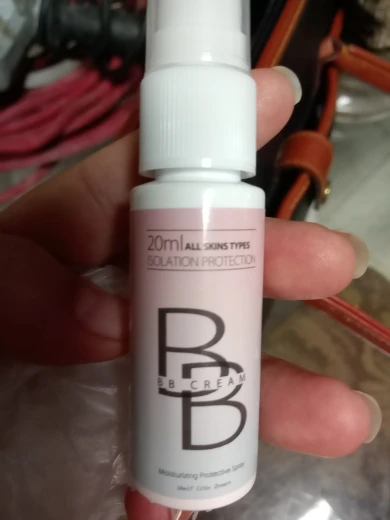 20ml ALL SKINS TYPES
ISOLATION PROTECTION
BB
BB CREAM
Moisturizing Protective Spray